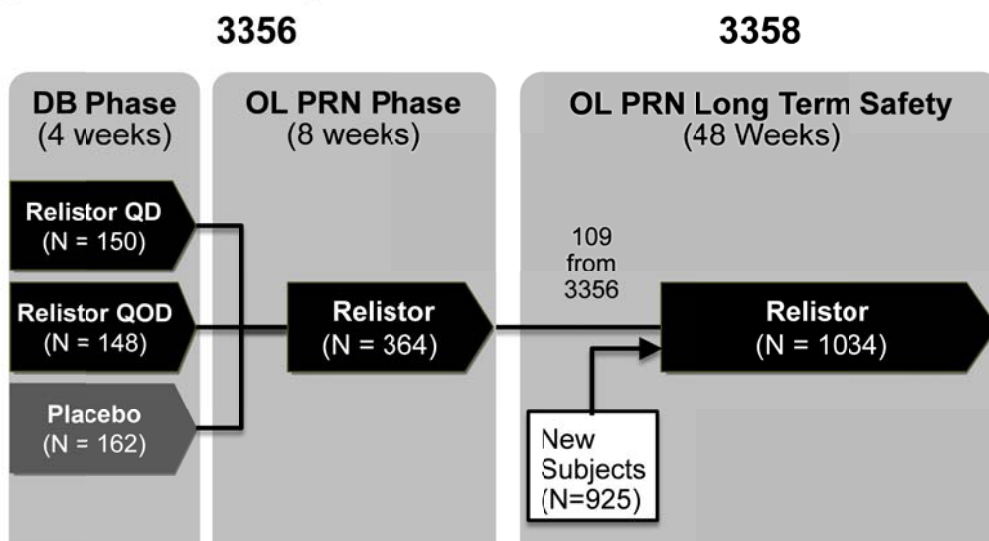 3356
3358
DB Phase
(4 weeks)
OL PRN Phase
(8 weeks)
OL PRN Long Term Safety
(48 Weeks)
Relistor QD
(N = 150)
Relistor QOD
(N = 148)
Placebo
(N = 162)
Relistor
(N = 364)
109
from
3356
Relistor
(N = 1034)
New
Subjects
(N=925)